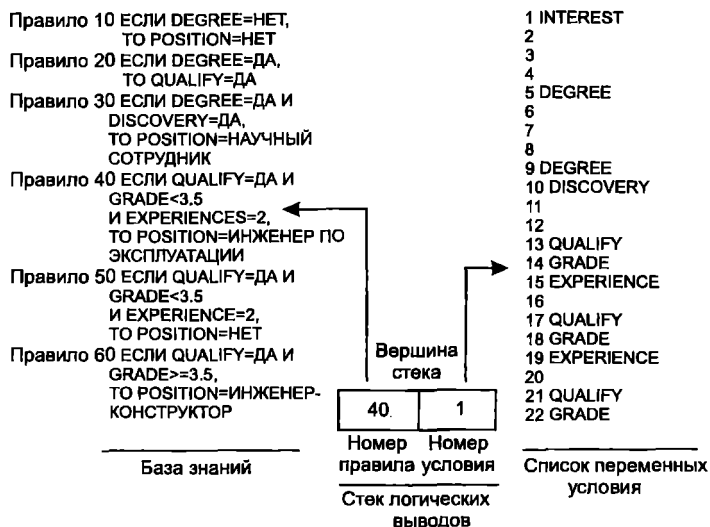 Правило 10 ЕСЛИ DEGREE=НЕТ,
ТО POSITION=НЕТ
Правило 20 ЕСЛИ DEGREE=ДА,
ТО QUALIFY=ДА
Правило 30 ЕСЛИ DEGREE=ДА И
DISCOVERY=ДА,
ТО POSITION=НАУЧНЫЙ
СОТРУДНИК
Правило 40 ЕСЛИ QUALIFY=ДА И
GRADE<3.5
И EXPERIENCES=2,
ТО POSITION=ИНЖЕНЕР ПО
ЭКСПЛУАТАЦИИ
Правило 50 ЕСЛИ QUALIFY=ДА И
GRADE<3.5
И EXPERIENCE=2,
ТО POSITION=НЕТ
Правило 60 ЕСЛИ QUALIFY=ДА И
GRADE>=3.5,
ТО POSITION=ИНЖЕНЕР-
КОНСТРУКТОР
База знаний
Вершина
стека
40 1
Номер Номер
правила условия
Стек логических
выводов
1 INTEREST
2
3
4
5 DEGREE
6
7
8
9 DEGREE
10 DISCOVERY
11
12
13 QUALIFY
14 GRADE
15 EXPERIENCE
16
17 QUALIFY
18 GRADE
19 EXPERIENCE
20
21 QUALIFY
22 GRADE
Список переменных
условия